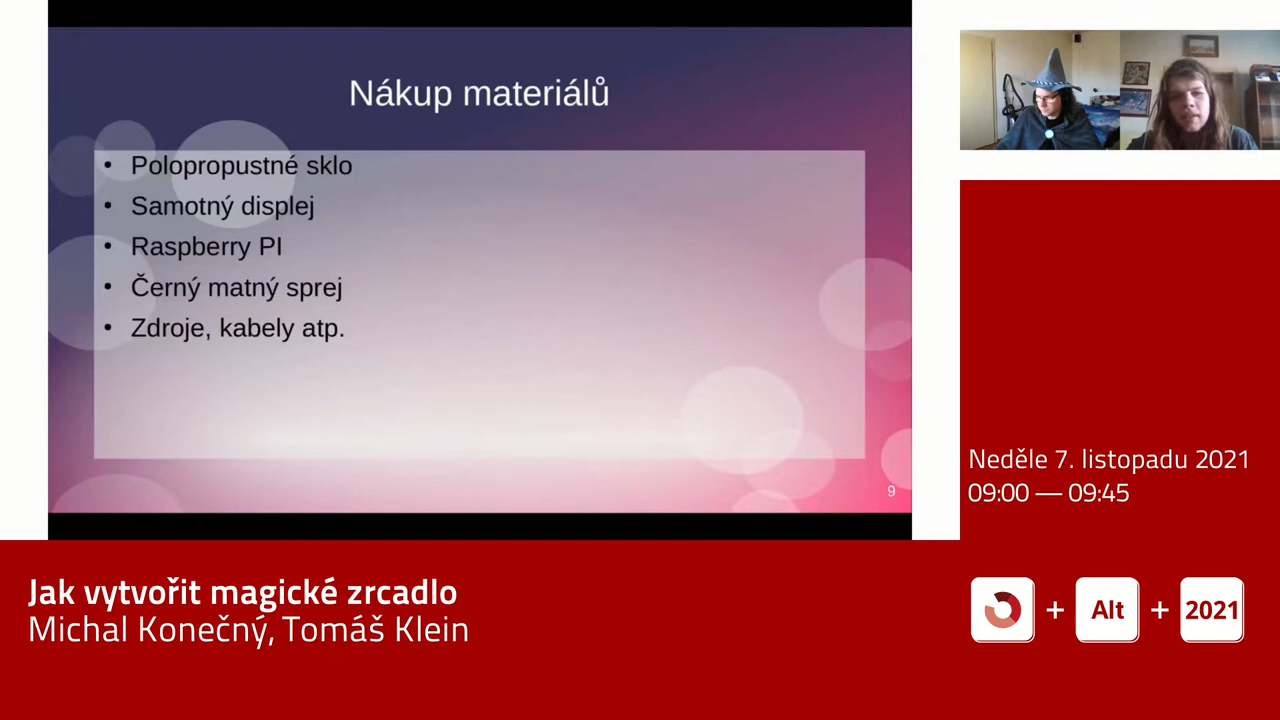 Nákup materiálů
• Polopropustné sklo
• Samotný displej
• Raspberry PI
• Černý matný sprej
• Zdroje, kabely atp.
9
Neděle 7. listopadu 2021
09:00 — 09:45
Jak vytvořit magické zrcadlo
Michal Konečný, Tomáš Klein
+ Alt + 2021